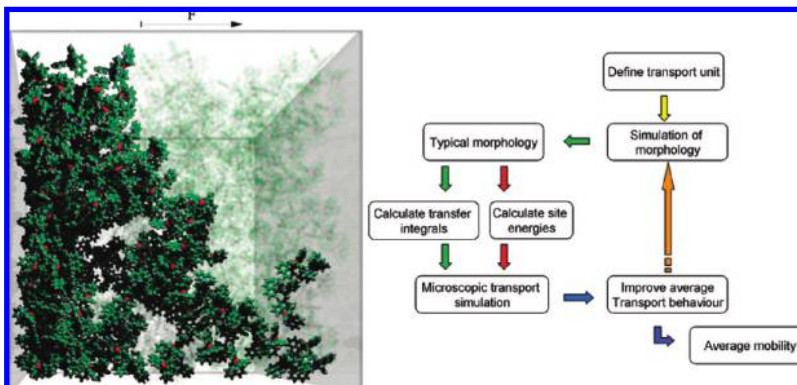 F
Define transport unit
Typical morphology
Simulation of
morphology
Calculate transfer
integrals
Calculate site
energies
Microscopic transport
simulation
Improve average
Transport behaviour
Average mobility